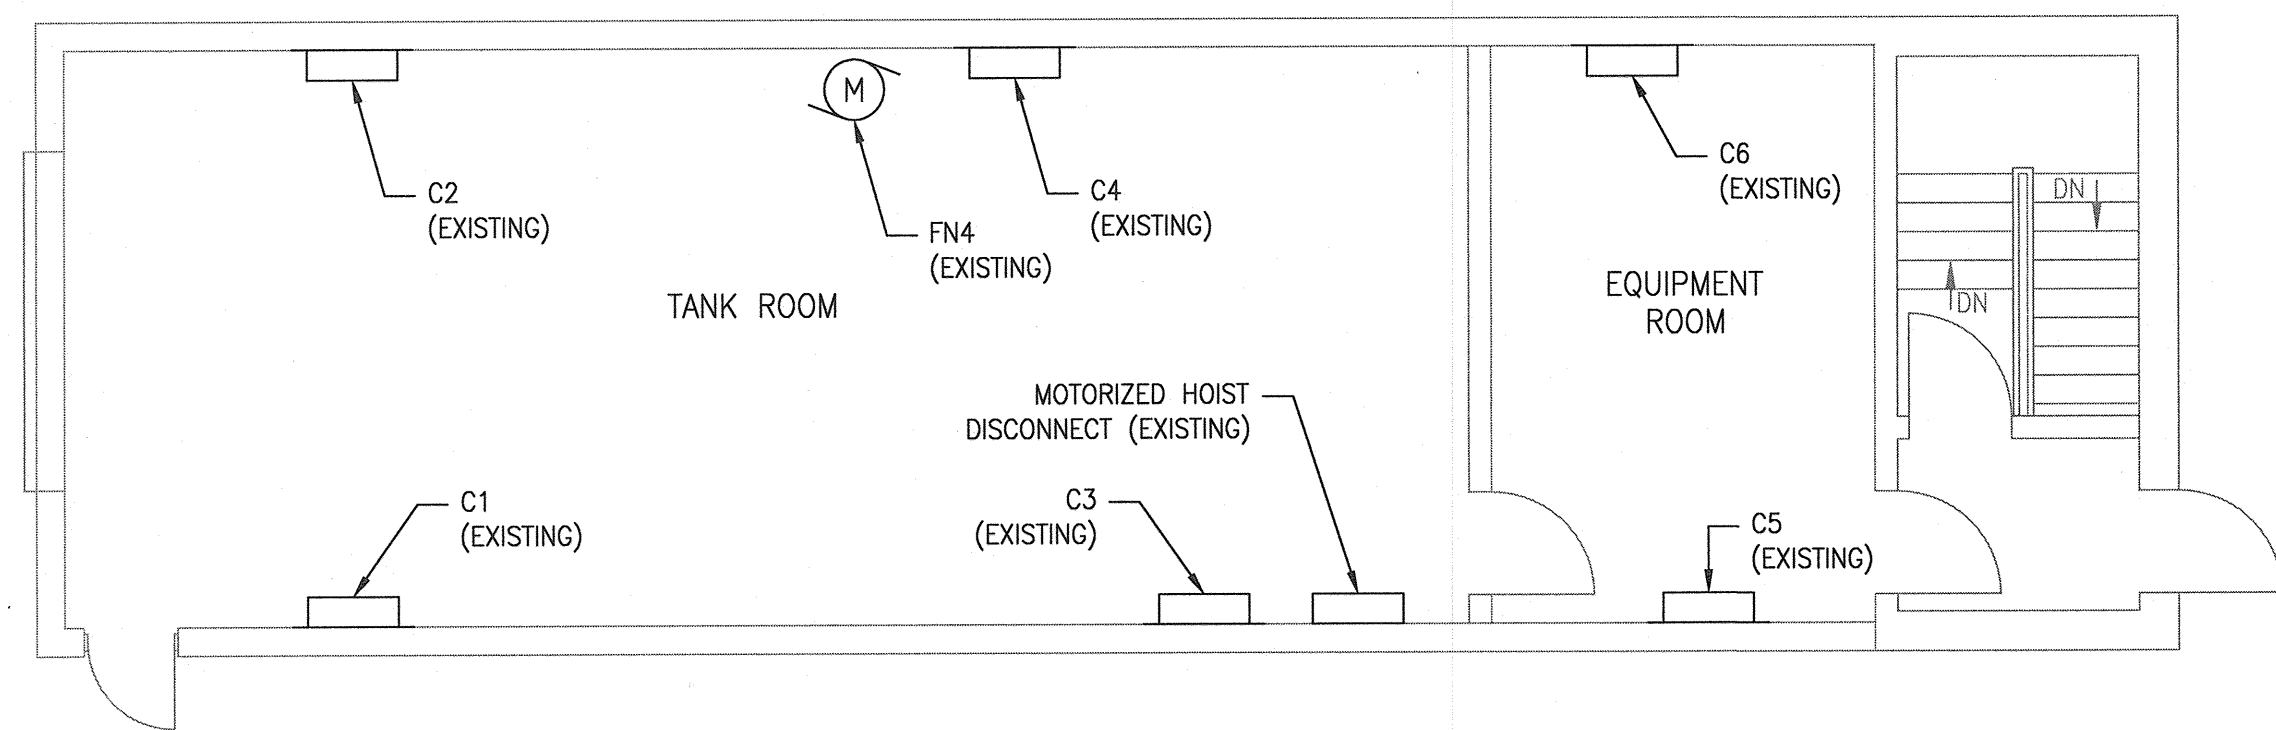 M
C2
(EXISTING)
C4
(EXISTING)
FN4
(EXISTING)
C6
(EXISTING)
DN
DN
TANK ROOM
EQUIPMENT
ROOM
MOTORIZED HOIST
DISCONNECT (EXISTING)
C1
(EXISTING)
C3
(EXISTING)
C5
(EXISTING)